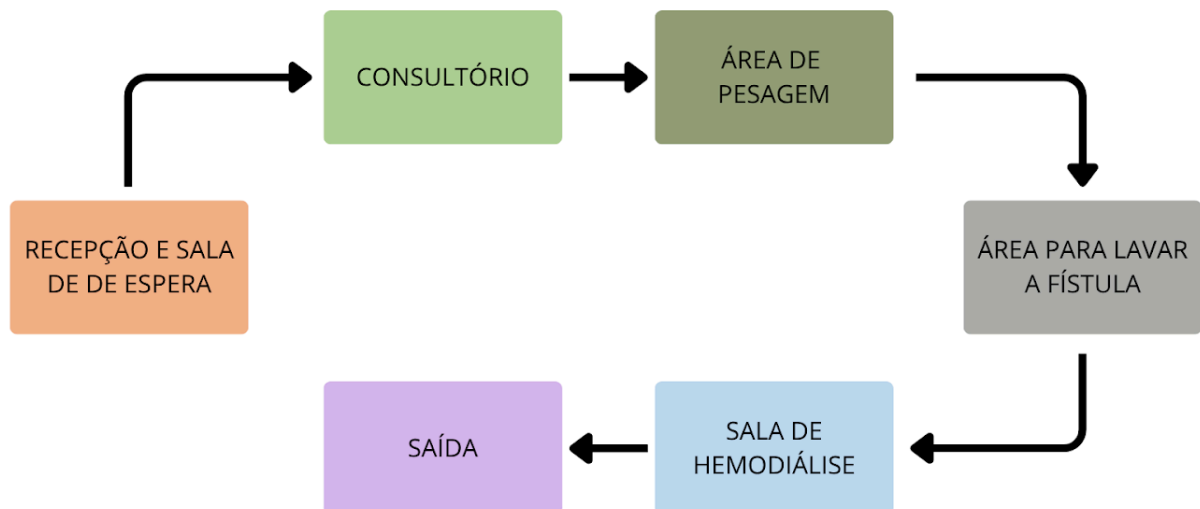 CONSULTÓRIO
ÁREA DE
PESAGEM
RECEPÇÃO E SALA
DE DE ESPERA
ÁREA PARA LAVAR
A FÍSTULA
SAÍDA
SALA DE
HEMODIÁLISE